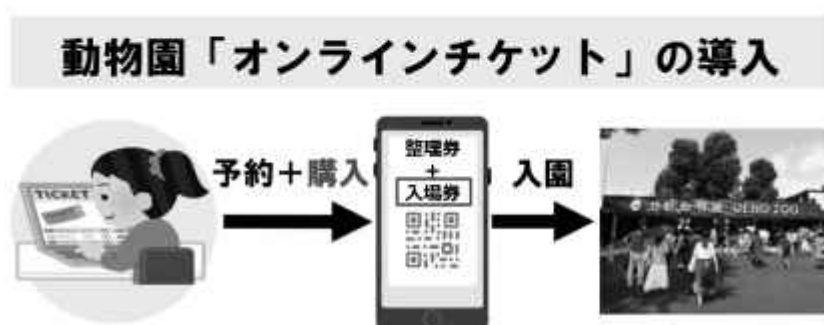 動物園「オンラインチケット」の導入
TICKET
予約＋購入
整理券
+
入場券
入園
UENO ZOO